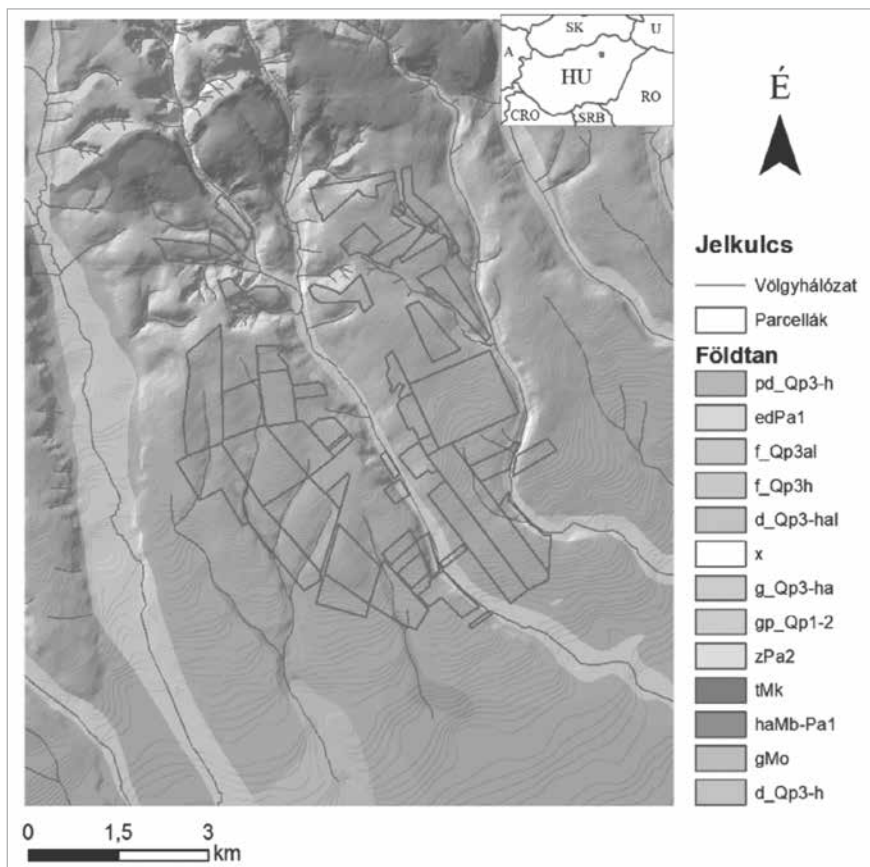 SK
U
A
HU
RO
CRO
SRB
É
Jelkulcs
Völgyhálózat
Parcellák
Földtan
pd_Qp3-h
edPa1
f_Qp3al
f_Qp3h
d_Qp3-hal
x
g_Qp3-ha
gp_Qp1-2
zPa2
tMk
haMb-Pa1
gMo
d_Qp3-h
0 1,5 3
km